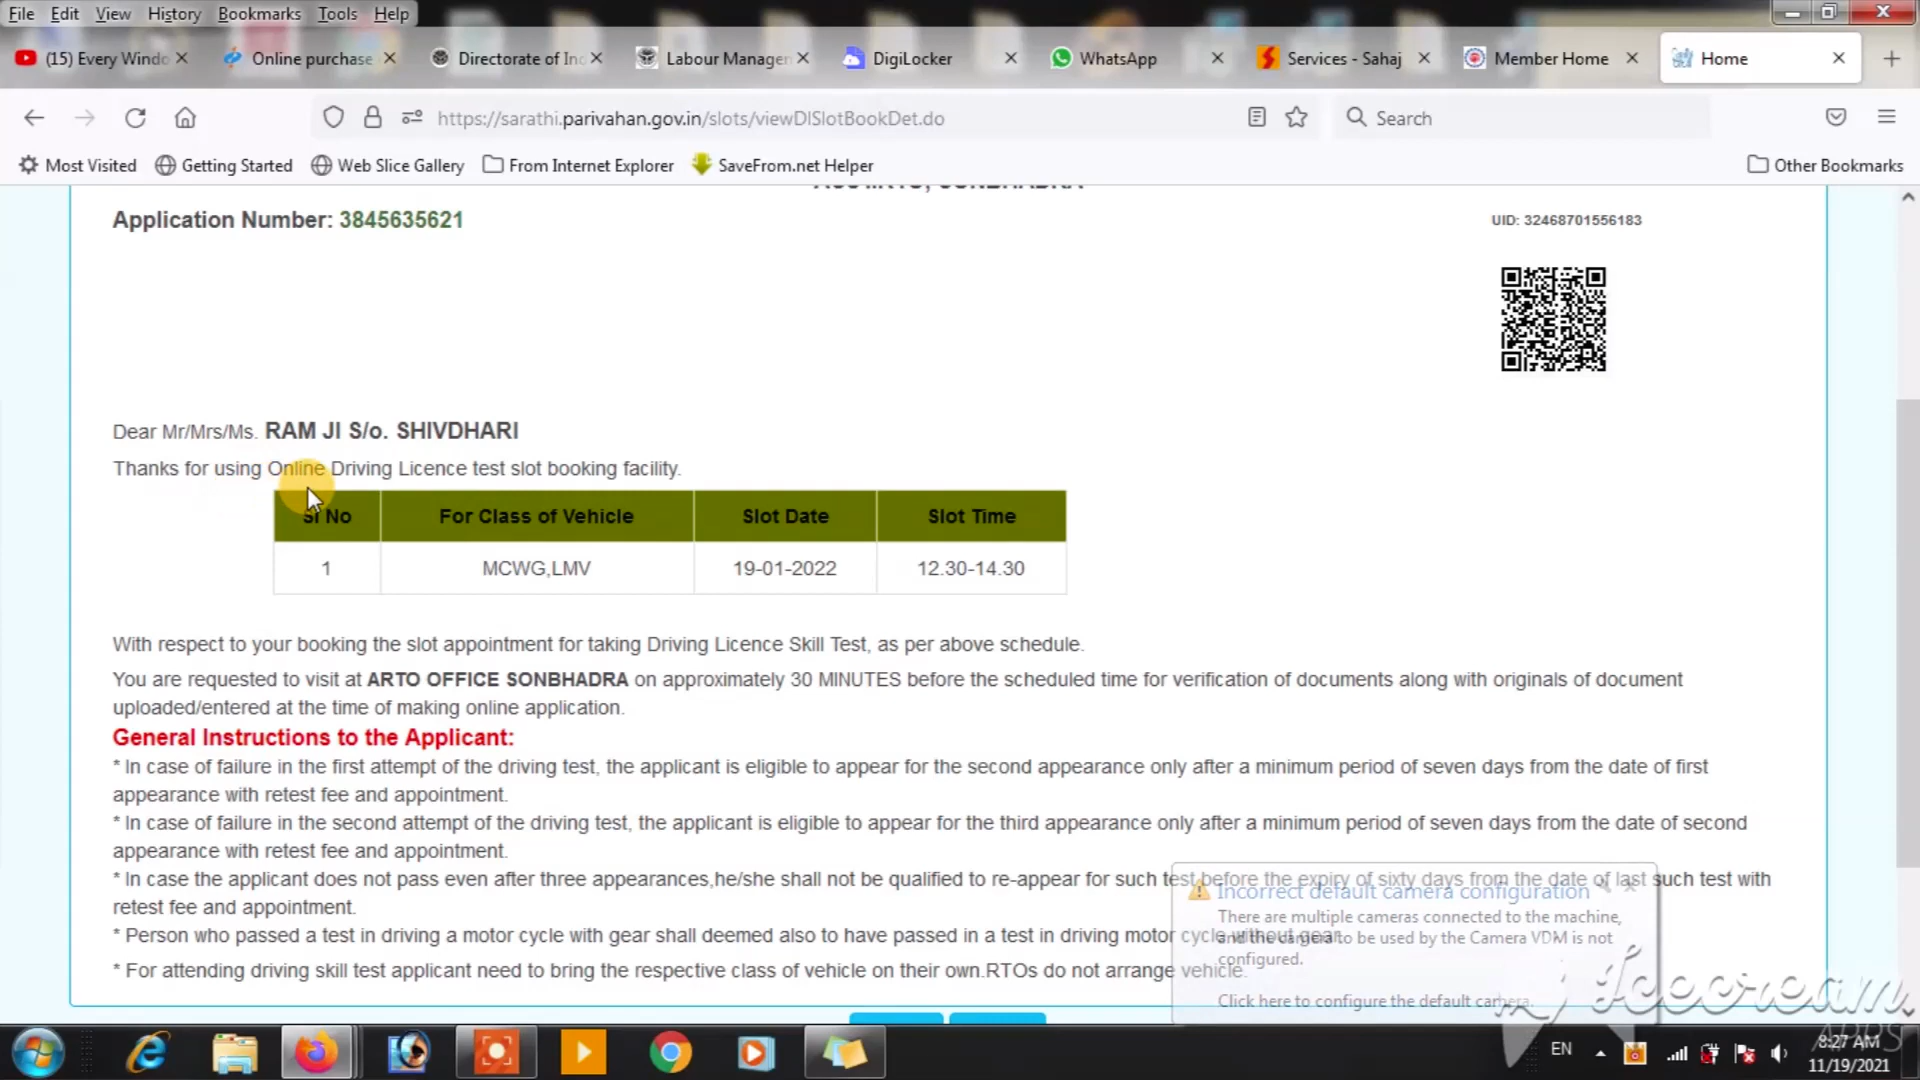 File Edit View History Bookmarks Tools Help
(15) Every Windo Online purchase Directorate of In Labour Manager DigiLocker WhatsApp Services - Sahaj Member Home Home
https://sarathi.parivahan.gov.in/slots/viewDlSlotBookDet.do Search
Most Visited Getting Started Web Slice Gallery From Internet Explorer SaveFrom.net Helper Other Bookmarks
SONBHADRA
Application Number: 3845635621
UID: 32468701556183
Dear Mr/Mrs/Ms. RAM JI S/o. SHIVDHARI
Thanks for using Online Driving Licence test slot booking facility.
Sl No For Class of Vehicle Slot Date Slot Time
1 MCWG,LMV 19-01-2022 12.30-14.30
With respect to your booking the slot appointment for taking Driving Licence Skill Test, as per above schedule.
You are requested to visit at ARTO OFFICE SONBHADRA on approximately 30 MINUTES before the scheduled time for verification of documents along with originals of document
uploaded/entered at the time of making online application.
General Instructions to the Applicant:
* In case of failure in the first attempt of the driving test, the applicant is eligible to appear for the second appearance only after a minimum period of seven days from the date of first
appearance with retest fee and appointment.
* In case of failure in the second attempt of the driving test, the applicant is eligible to appear for the third appearance only after a minimum period of seven days from the date of second
appearance with retest fee and appointment.
* In case the applicant does not pass even after three appearances,he/she shall not be qualified to re-appear for such test before the expiry of sixty days from the date of last such test with
retest fee and appointment.
* Person who passed a test in driving a motor cycle with gear shall deemed also to have passed in a test in driving motor cycle without gear.
* For attending driving skill test applicant need to bring the respective class of vehicle on their own.RTOs do not arrange vehicle.
Incorrect default camera configuration
There are multiple cameras connected to the machine,
and the camera to be used by the Camera VDM is not
configured.
Click here to configure the default camera.
Icecream
APPS
EN 8:27 AM
11/19/2021